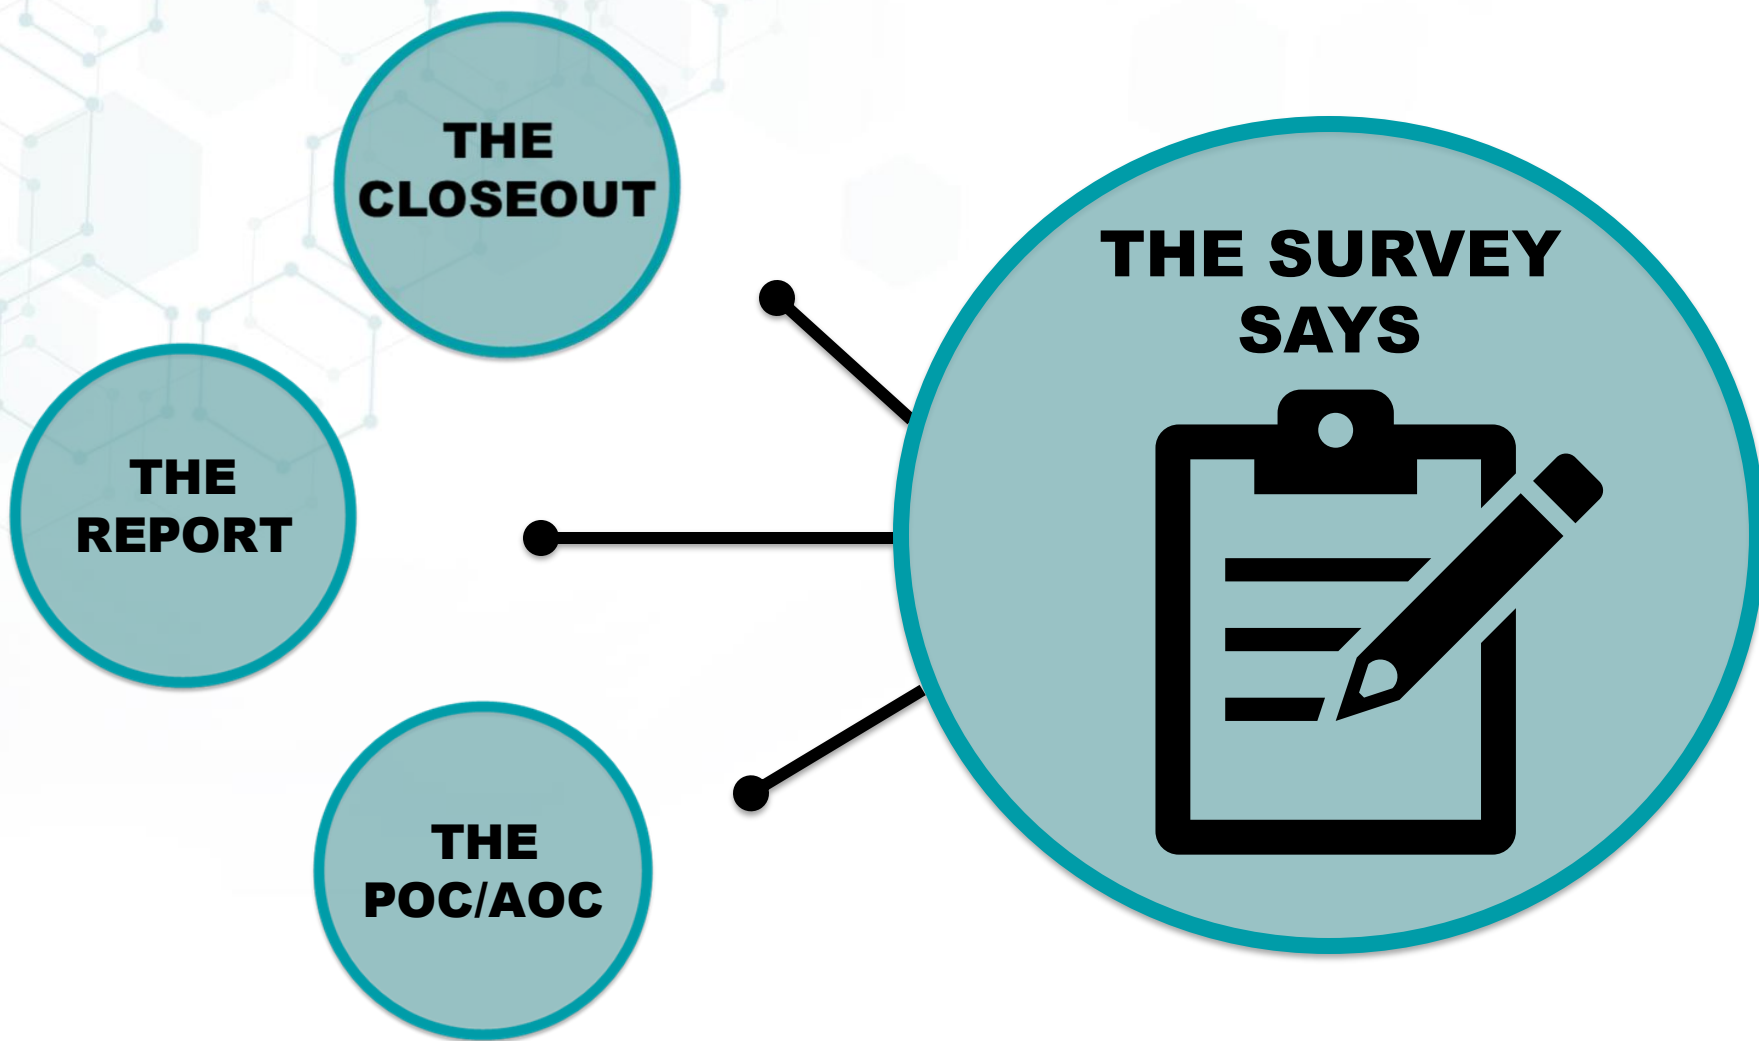 THE
CLOSEOUT
THE SURVEY
SAYS
THE
REPORT
THE
POC/AOC